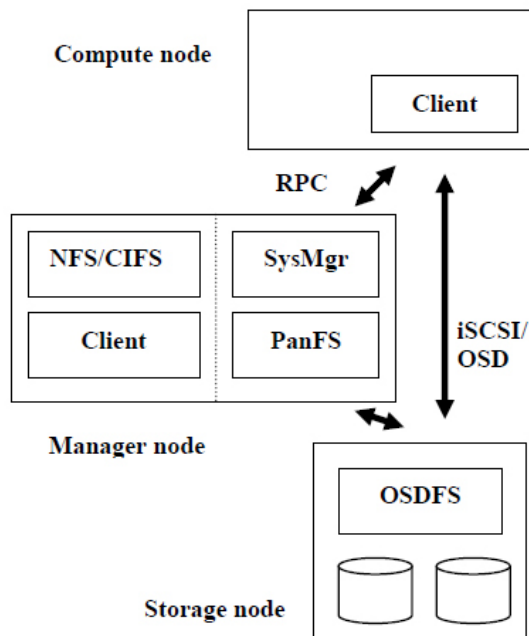 Compute node
Client
RPC
NFS/CIFS
SysMgr
Client
PanFS
iSCSI/
OSD
Manager node
OSDFS
Storage node